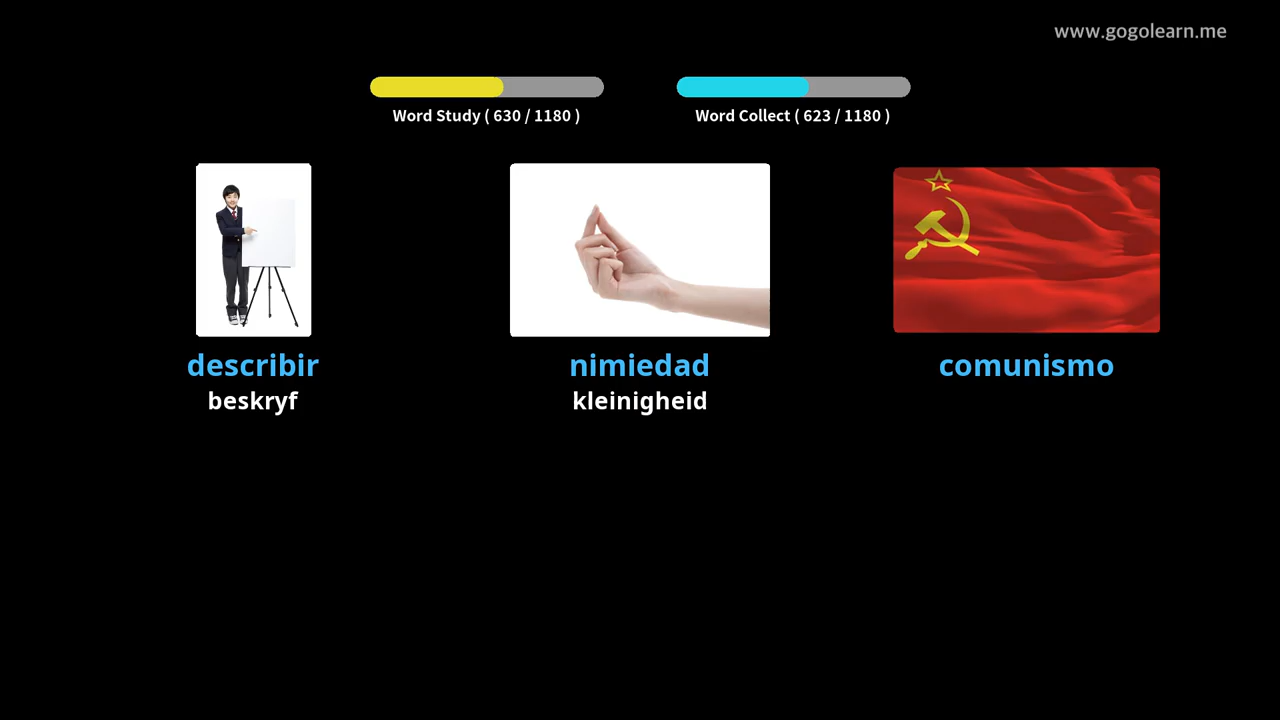 www.gogolearn.me
Word Study ( 630 / 1180 )
Word Collect ( 623 / 1180 )
describir
beskryf
nimiedad
kleinigheid
comunismo